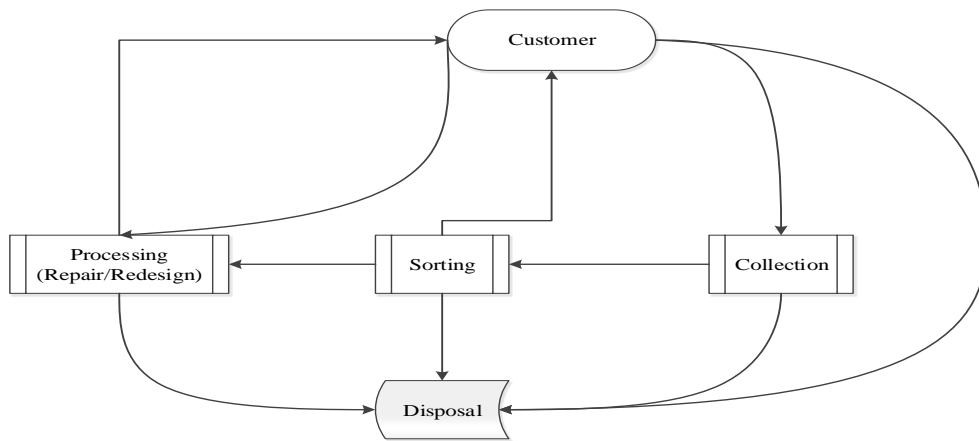 Customer
Processing
(Repair/Redesign)
Sorting
Collection
Disposal